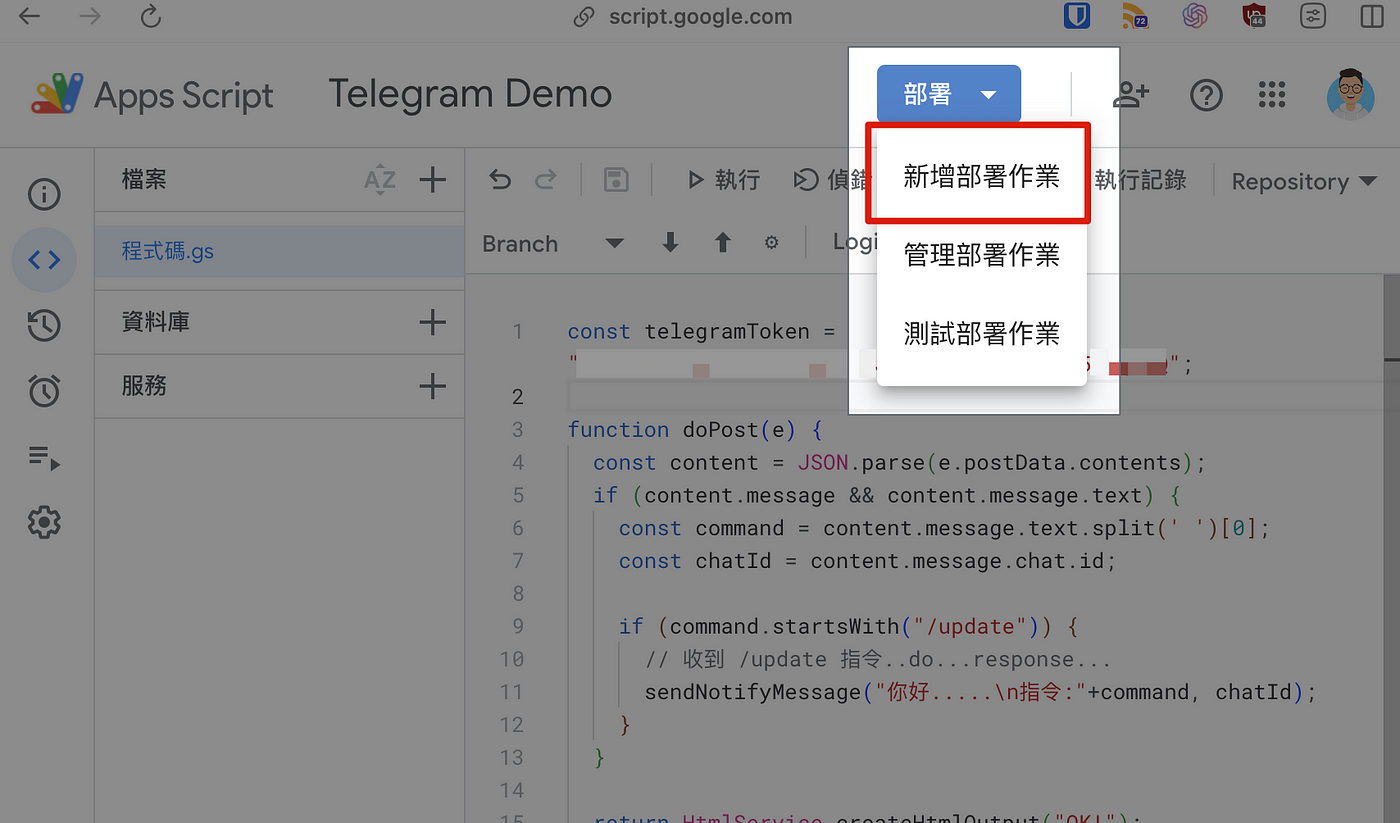 script.google.com
72
44
Apps Script
Telegram Demo
部署
新增部署作業
管理部署作業
測試部署作業
檔案
AZ
程式碼.gs
資料庫
服務
執行
偵錯
執行記錄
Repository
Branch
Logi
1 const telegramToken =
" 5 ";
2
3 function doPost(e) {
4 const content = JSON.parse(e.postData.contents);
5 if (content.message && content.message.text) {
6 const command = content.message.text.split(' ')[0];
7 const chatId = content.message.chat.id;
8
9 if (command.startsWith("/update")) {
10 // 收到 /update 指令..do...response...
11 sendNotifyMessage("你好.....\n指令:"+command, chatId);
12 }
13 }
14
15 return HtmlService.createHtmlOutput("OK!");